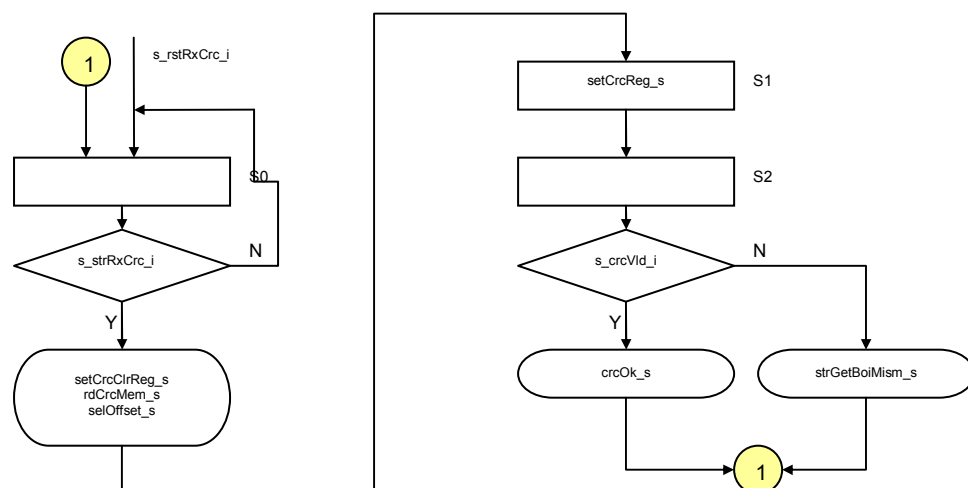 1
s_rstRxCrc_i
S0
s_strRxCrc_i
N
Y
setCrcClrReg_s
rdCrcMem_s
selOffset_s
setCrcReg_s
S1
S2
s_crcVld_i
N
Y
crcOk_s
strGetBoiMism_s
1